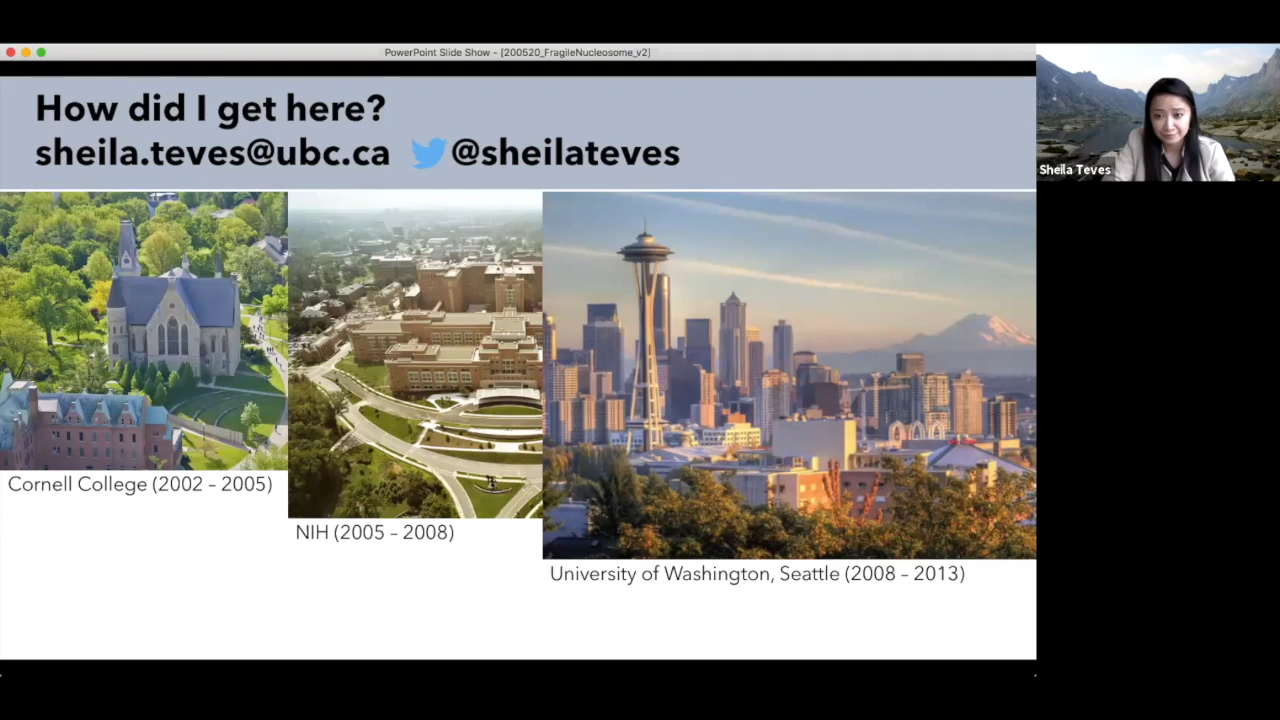 PowerPoint Slide Show - [200520_FragileNucleosome_v2]
How did I get here?
sheila.teves@ubc.ca @sheilateves
Sheila Teves
Cornell College (2002 – 2005)
NIH (2005 – 2008)
University of Washington, Seattle (2008 – 2013)